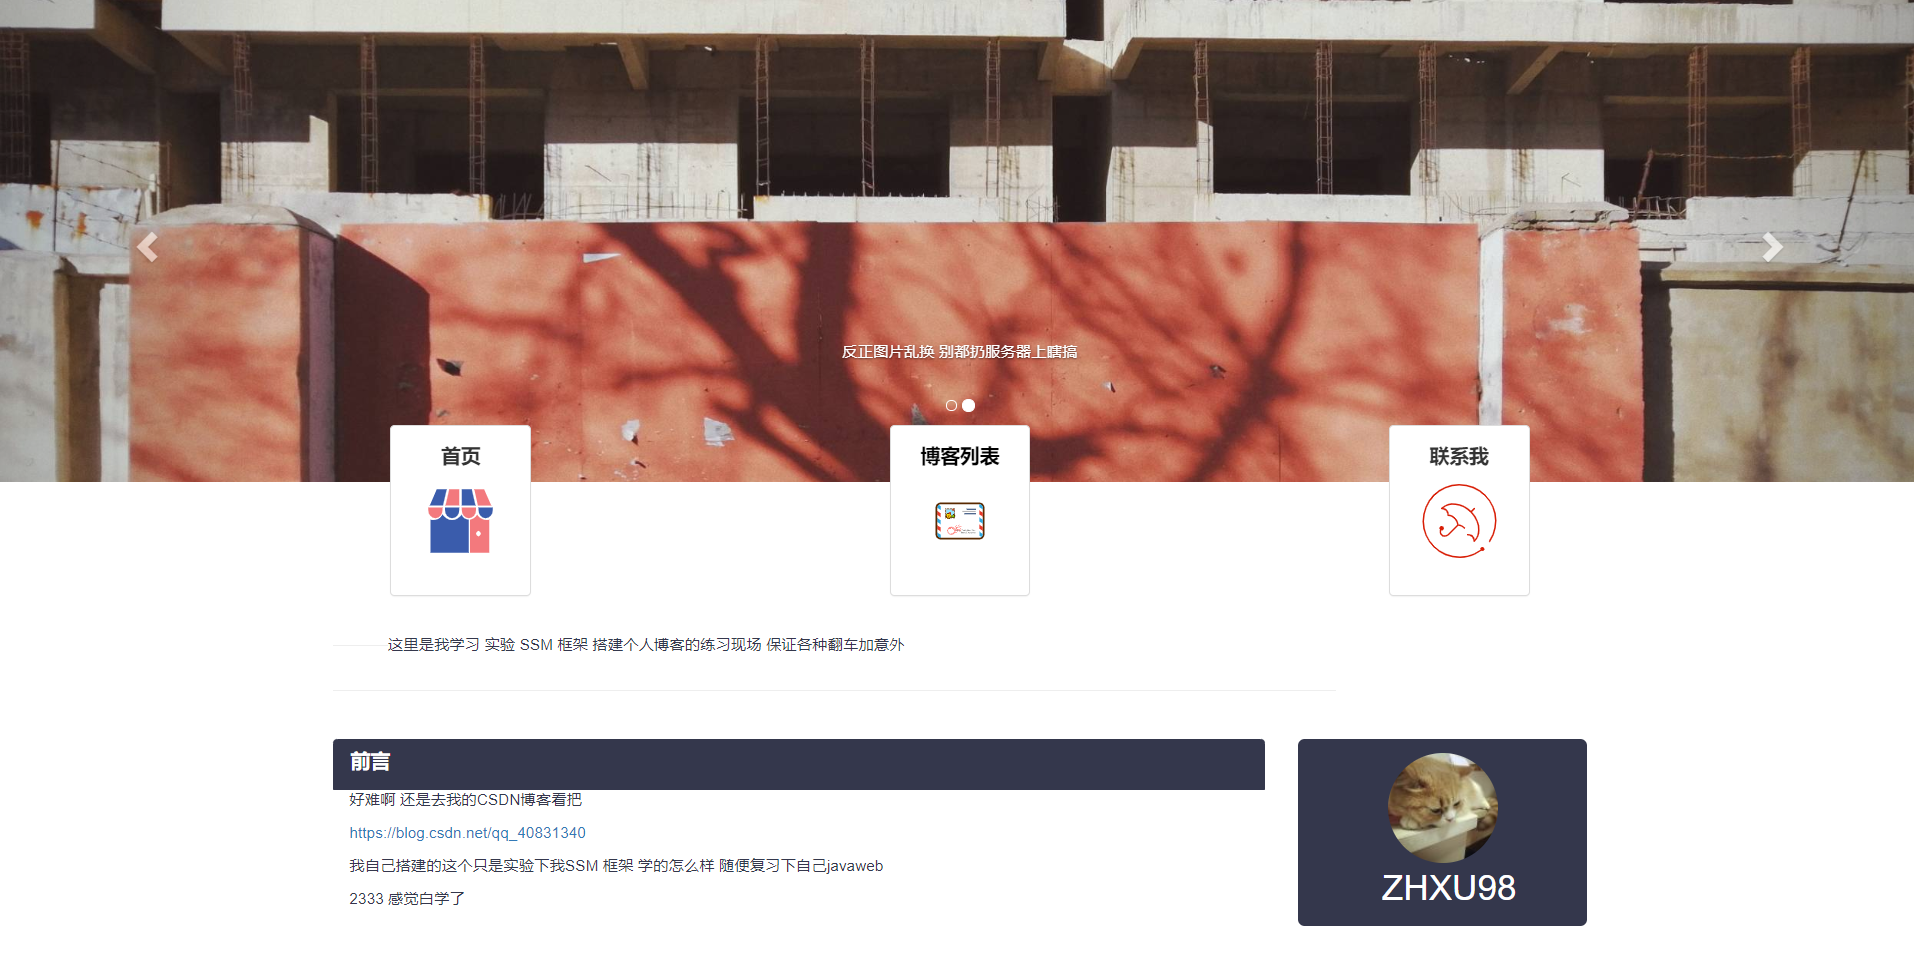 反正图片乱换 别都扔服务器上瞎搞
首页
博客列表
联系我
这里是我学习 实验 SSM 框架 搭建个人博客的练习现场 保证各种翻车加意外
前言
好难啊 还是去我的CSDN博客看把
https://blog.csdn.net/qq_40831340
我自己搭建的这个只是实验下我SSM 框架 学的怎么样 随便复习下自己javaweb
2333 感觉白学了
ZHXU98